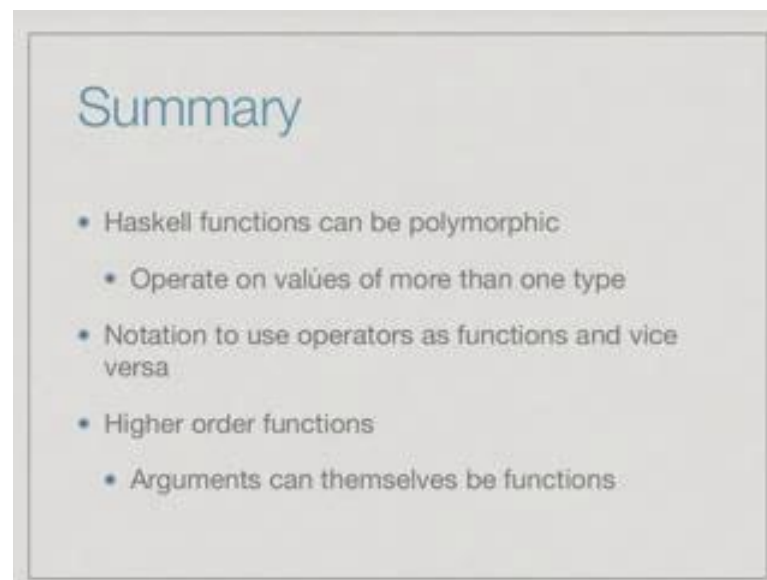 Summary
• Haskell functions can be polymorphic
• Operate on values of more than one type
• Notation to use operators as functions and vice
versa
• Higher order functions
• Arguments can themselves be functions